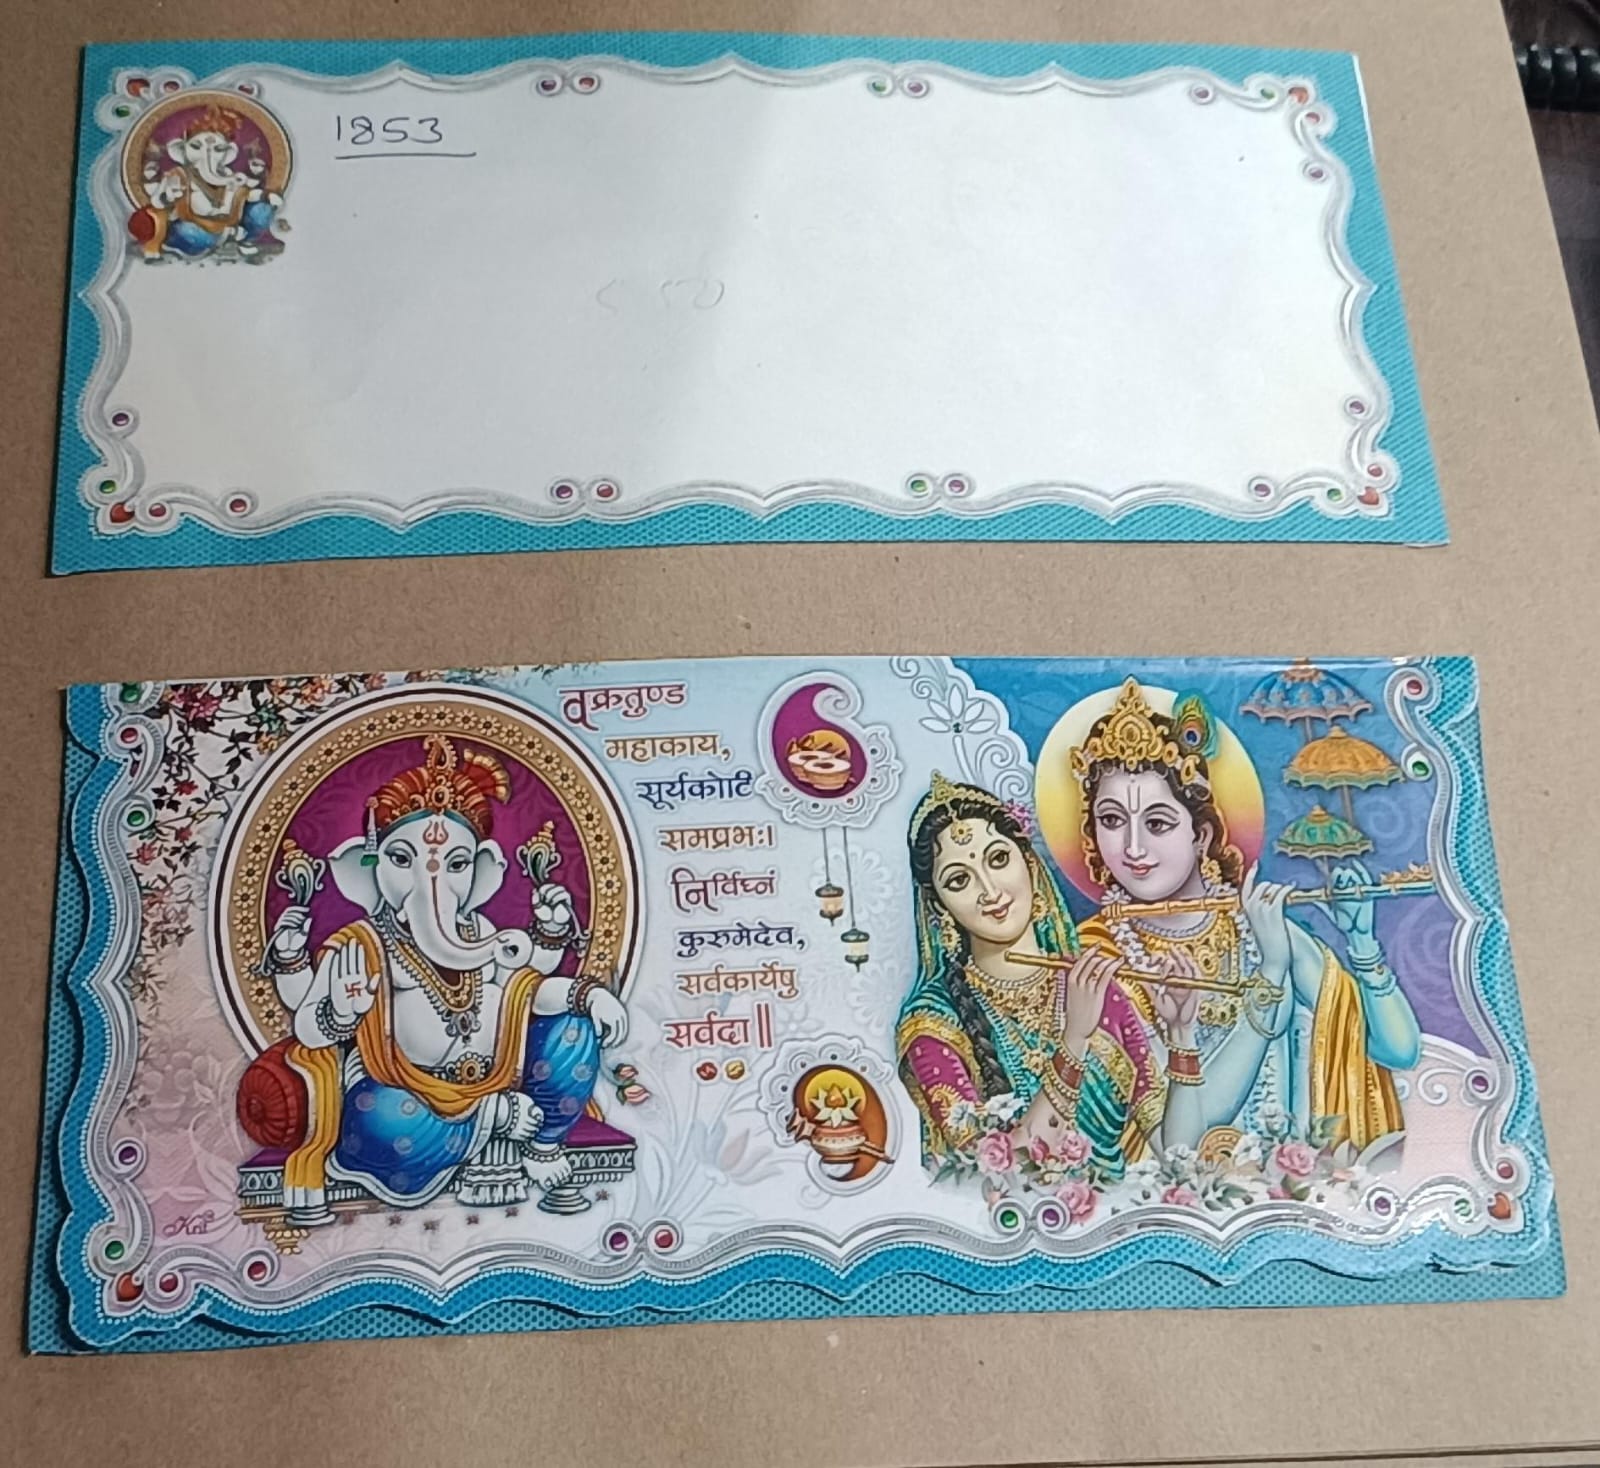 1853
वक्रतुण्ड
महाकाय,
सूर्यकोटि
समप्रभः।
निर्विघ्नं
कुरुमेदेव,
सर्वकार्येषु
सर्वदा॥